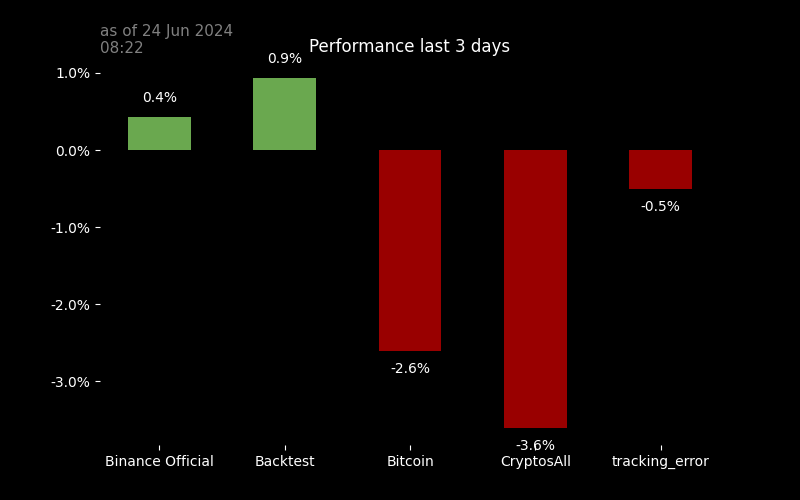 as of 24 Jun 2024
08:22
Performance last 3 days
1.0%
0.0%
-1.0%
-2.0%
-3.0%
0.4%
0.9%
-2.6%
-3.6%
-0.5%
Binance Official
Backtest
Bitcoin
CryptosAll
tracking_error